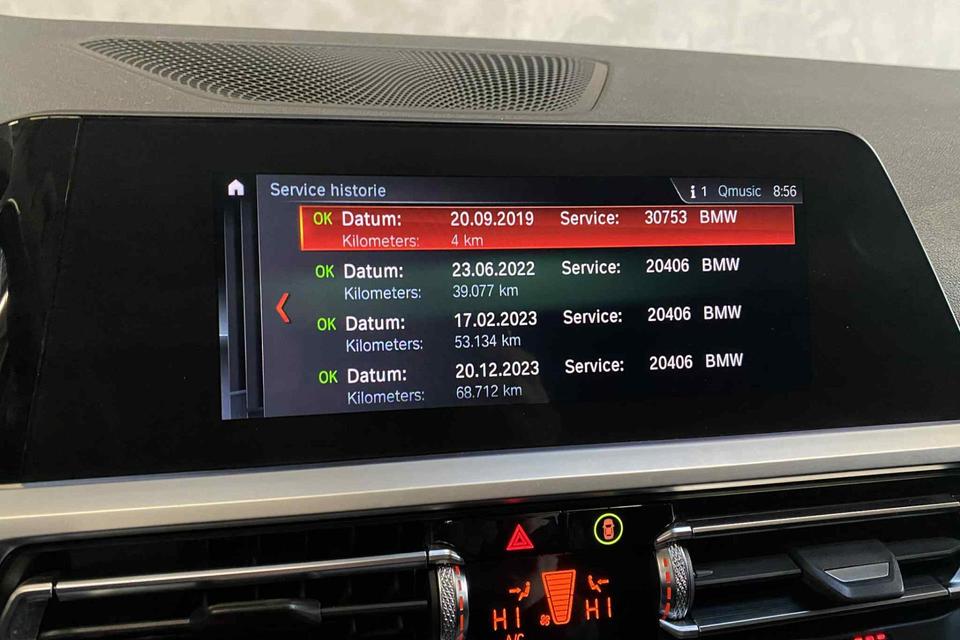 Service historie
1 Qmusic 8:56
OK Datum: 20.09.2019 Service: 30753 BMW
Kilometers: 4 km
OK Datum: 23.06.2022 Service: 20406 BMW
Kilometers: 39.077 km
OK Datum: 17.02.2023 Service: 20406 BMW
Kilometers: 53.134 km
OK Datum: 20.12.2023 Service: 20406 BMW
Kilometers: 68.712 km
HI HI
A/C